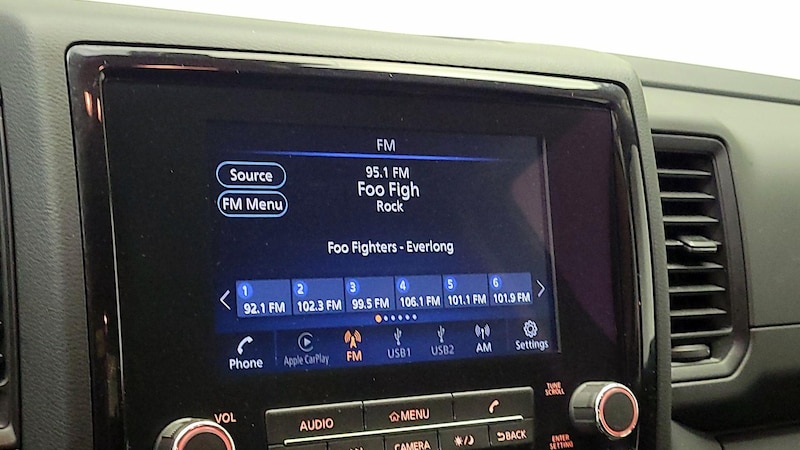 FM
Source
95.1 FM
Foo Figh
FM Menu
Rock
Foo Fighters - Everlong
1 2 3 4 5 6
92.1 FM 102.3 FM 99.5 FM 106.1 FM 101.1 FM 101.9 FM
Phone Apple CarPlay FM USB1 USB2 AM Settings
VOL
AUDIO MENU
TUNE
SCROLL
CAMERA BACK
ENTER
SETTING